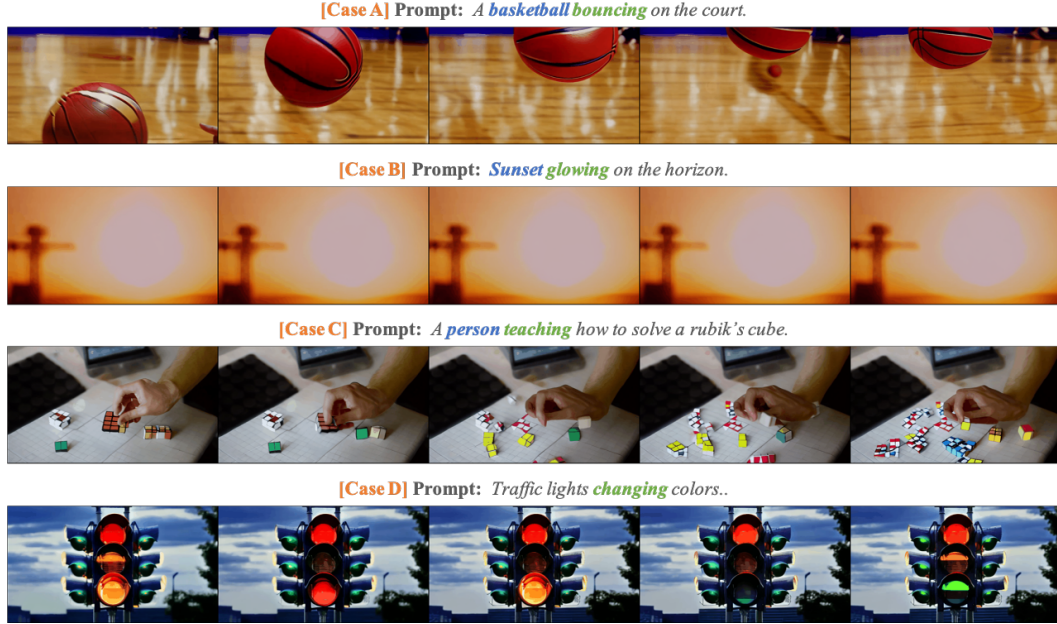 [Case A] Prompt: A basketball bouncing on the court.
[Case B] Prompt: Sunset glowing on the horizon.
[Case C] Prompt: A person teaching how to solve a rubik's cube.
[Case D] Prompt: Traffic lights changing colors..